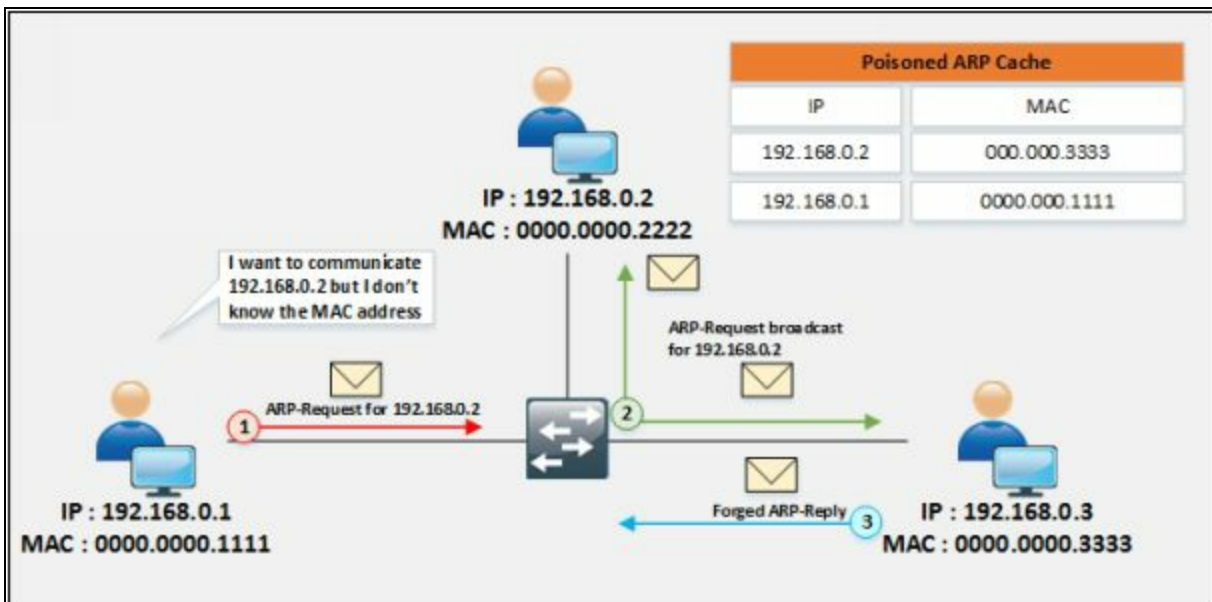 Poisoned ARP Cache
IP MAC
192.168.0.2 000.000.3333
192.168.0.1 0000.000.1111
IP : 192.168.0.2
MAC : 0000.0000.2222
I want to communicate
192.168.0.2 but I don't
know the MAC address
ARP-Request broadcast
for 192.168.0.2
ARP-Request for 192.168.0.2
1
2
Forged ARP-Reply
3
IP : 192.168.0.1
MAC : 0000.0000.1111
IP : 192.168.0.3
MAC : 0000.0000.3333